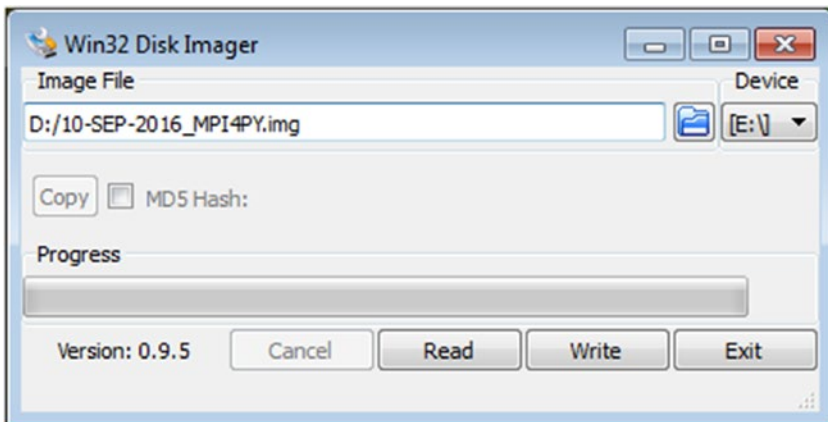 Win32 Disk Imager
Image File
Device
D:/10-SEP-2016_MPI4PY.img
[E:\]
Copy
MD5 Hash:
Progress
Version: 0.9.5
Cancel
Read
Write
Exit